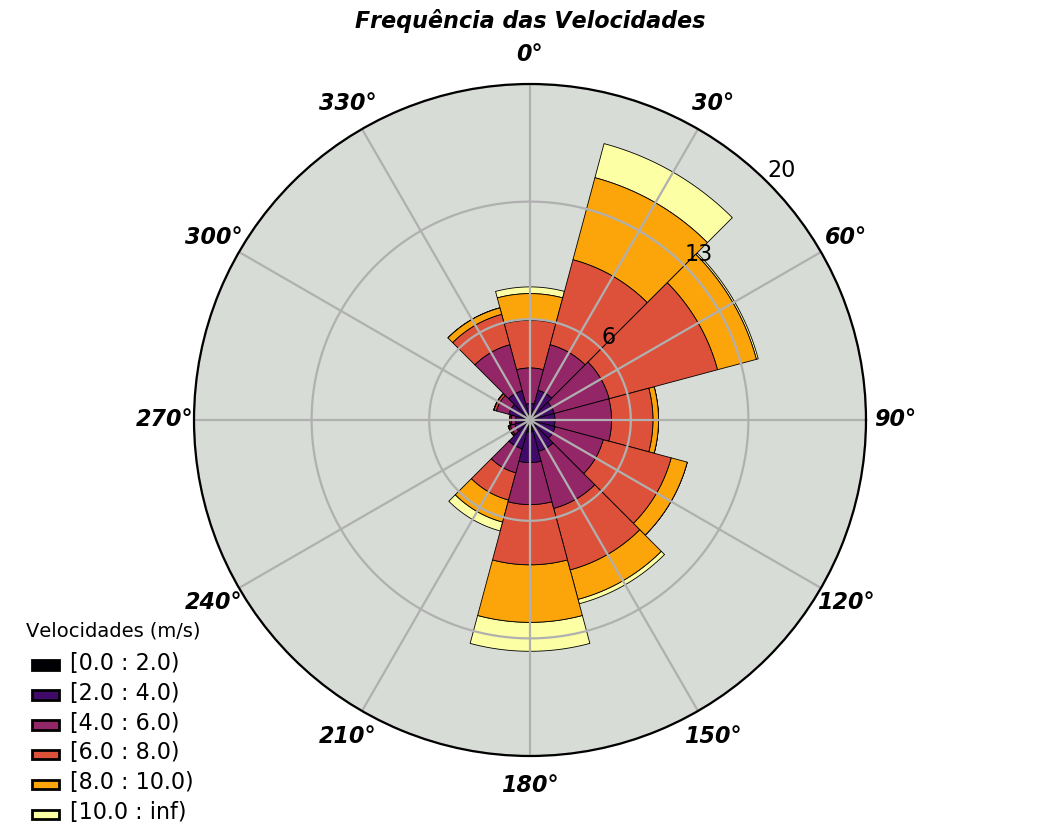 Frequência das Velocidades
0°
330°
30°
20
300°
60°
13
6
270°
90°
240°
120°
210°
150°
180°
Velocidades (m/s)
[0.0 : 2.0)
[2.0 : 4.0)
[4.0 : 6.0)
[6.0 : 8.0)
[8.0 : 10.0)
[10.0 : inf)